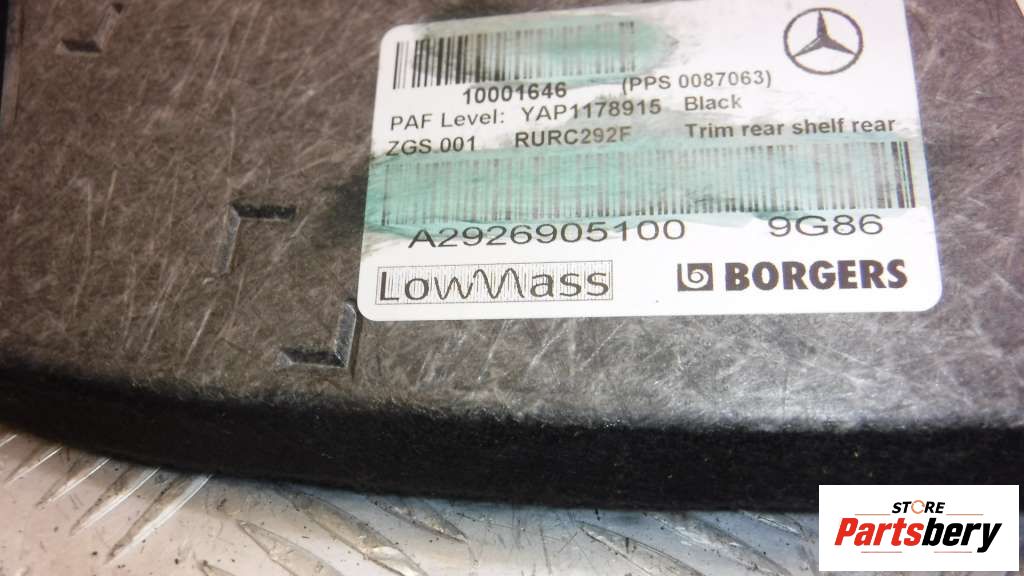 10001646 (PPS 0087063)
PAF Level: YAP1178915 Black
ZGS 001 RURC292F Trim rear shelf rear
A2926905100 9G86
LowMass BORGERS
STORE
Partsbery